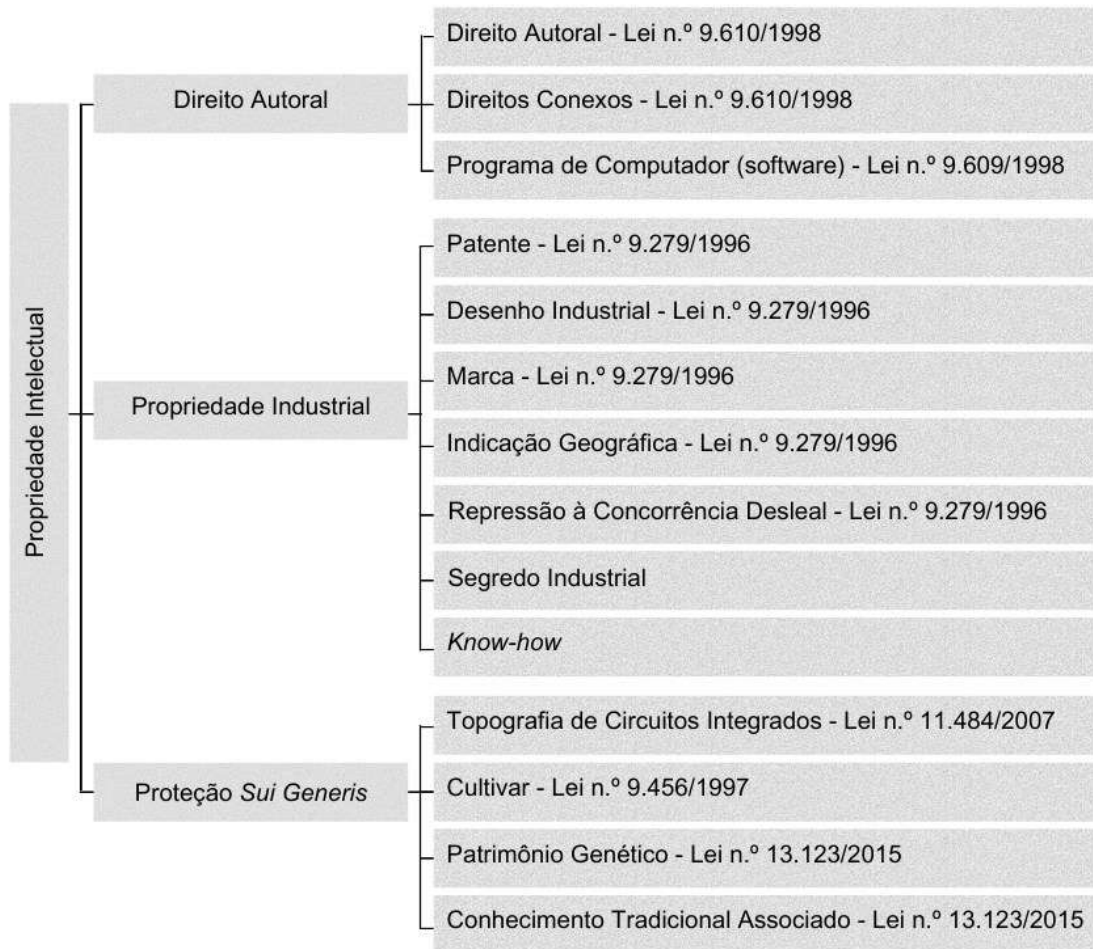 Propriedade Intelectual
Direito Autoral
Direito Autoral - Lei n.º 9.610/1998
Direitos Conexos - Lei n.º 9.610/1998
Programa de Computador (software) - Lei n.º 9.609/1998
Propriedade Industrial
Patente - Lei n.º 9.279/1996
Desenho Industrial - Lei n.º 9.279/1996
Marca - Lei n.º 9.279/1996
Indicação Geográfica - Lei n.º 9.279/1996
Repressão à Concorrência Desleal - Lei n.º 9.279/1996
Segredo Industrial
Know-how
Proteção Sui Generis
Topografia de Circuitos Integrados - Lei n.º 11.484/2007
Cultivar - Lei n.º 9.456/1997
Patrimônio Genético - Lei n.º 13.123/2015
Conhecimento Tradicional Associado - Lei n.º 13.123/2015